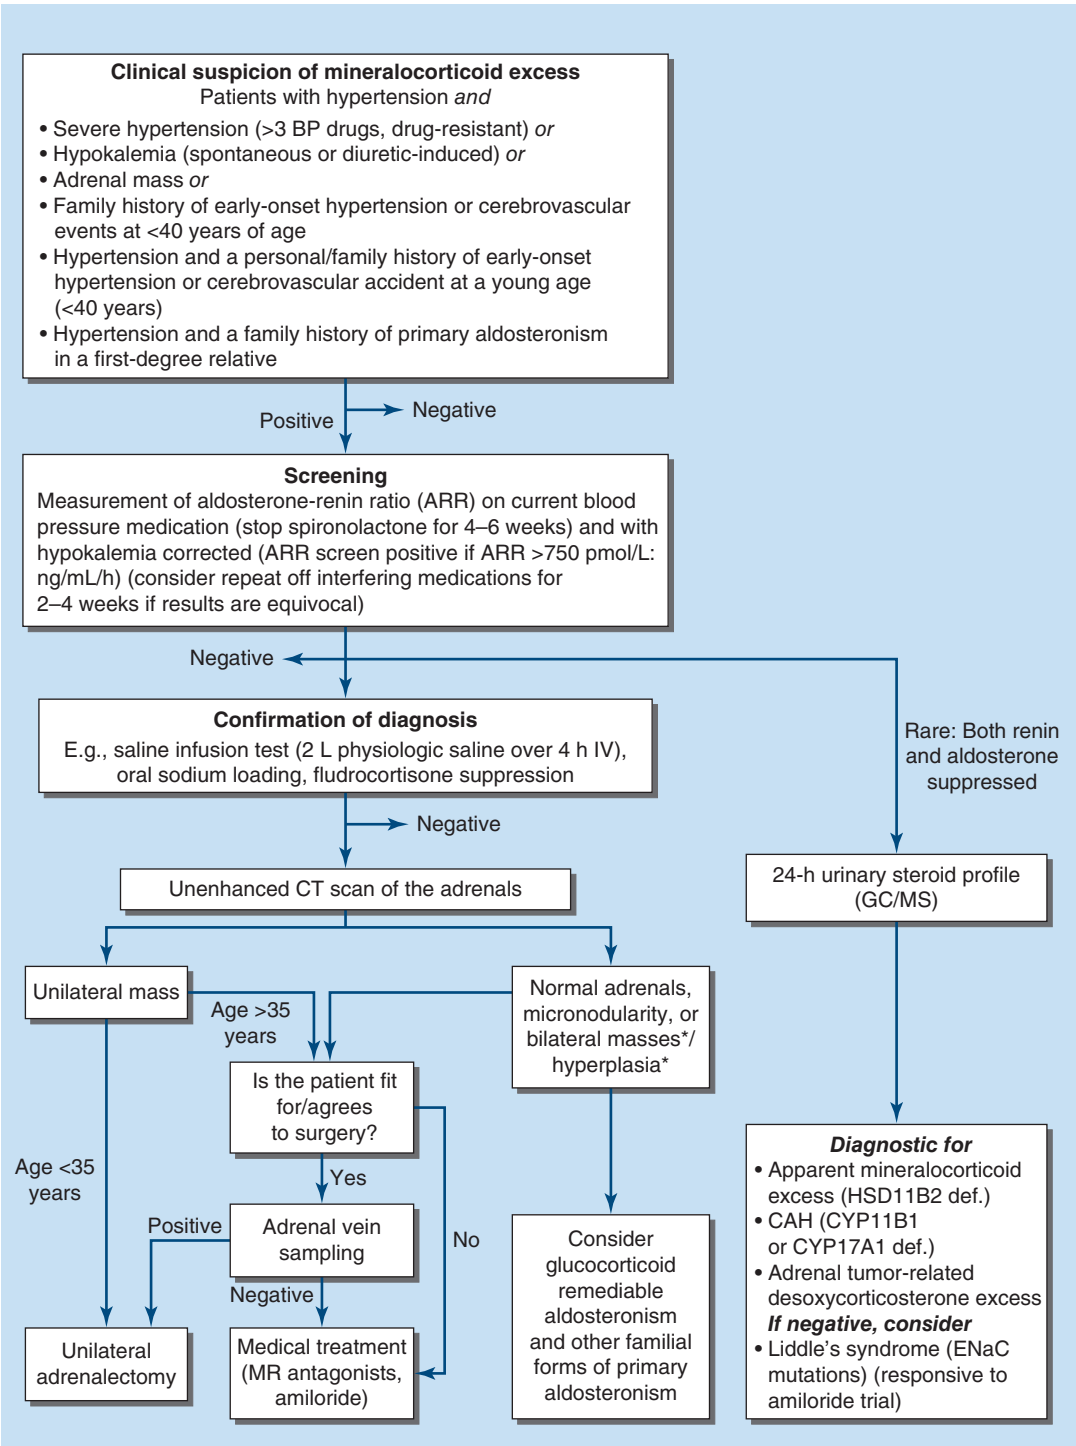 Clinical suspicion of mineralocorticoid excess
Patients with hypertension and
• Severe hypertension (>3 BP drugs, drug-resistant) or
• Hypokalemia (spontaneous or diuretic-induced) or
• Adrenal mass or
• Family history of early-onset hypertension or cerebrovascular
events at <40 years of age
• Hypertension and a personal/family history of early-onset
hypertension or cerebrovascular accident at a young age
(<40 years)
• Hypertension and a family history of primary aldosteronism
in a first-degree relative
Positive
Negative
Screening
Measurement of aldosterone-renin ratio (ARR) on current blood
pressure medication (stop spironolactone for 4–6 weeks) and with
hypokalemia corrected (ARR screen positive if ARR >750 pmol/L:
ng/mL/h) (consider repeat off interfering medications for
2–4 weeks if results are equivocal)
Negative
Confirmation of diagnosis
E.g., saline infusion test (2 L physiologic saline over 4 h IV),
oral sodium loading, fludrocortisone suppression
Rare: Both renin
and aldosterone
suppressed
Negative
Unenhanced CT scan of the adrenals
24-h urinary steroid profile
(GC/MS)
Unilateral mass
Age >35
years
Normal adrenals,
micronodularity, or
bilateral masses*/
hyperplasia*
Is the patient fit
for/agrees
to surgery?
Age <35
years
Yes
No
Positive
Adrenal vein
sampling
Negative
Unilateral
adrenalectomy
Medical treatment
(MR antagonists,
amiloride)
Consider
glucocorticoid
remediable
aldosteronism
and other familial
forms of primary
aldosteronism
Diagnostic for
• Apparent mineralocorticoid
excess (HSD11B2 def.)
• CAH (CYP11B1
or CYP17A1 def.)
• Adrenal tumor-related
desoxycorticosterone excess
If negative, consider
• Liddle's syndrome (ENaC
mutations) (responsive to
amiloride trial)